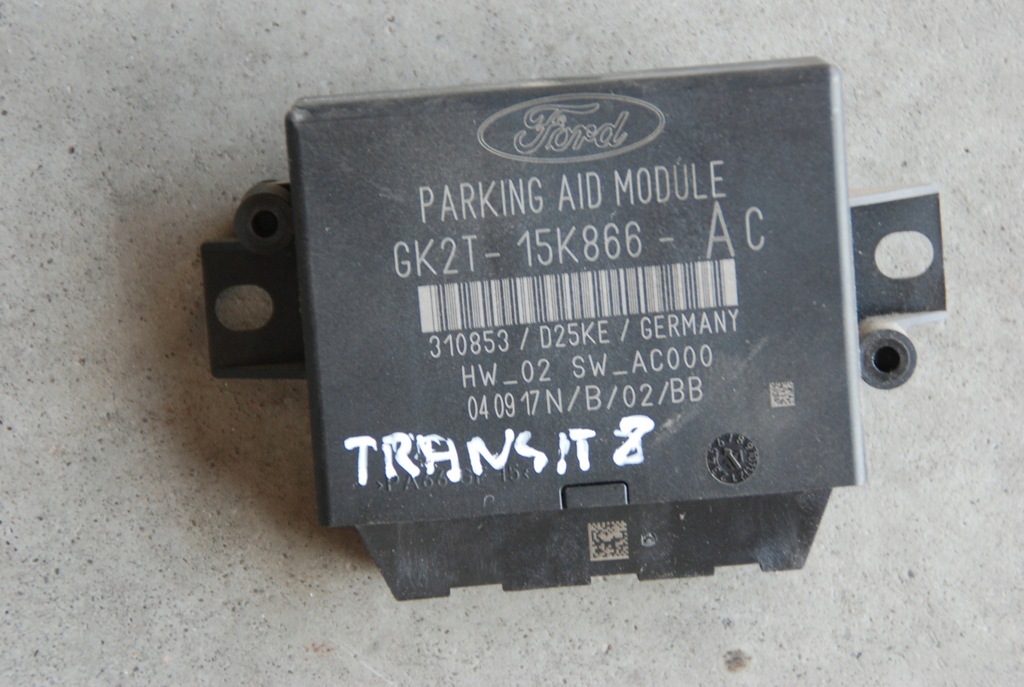 Ford
PARKING AID MODULE
GK2T - 15K866 - AC
310853 / D25KE / GERMANY
HW_02 SW_AC000
04 09 17 N/B/02/BB
TRANSIT 8